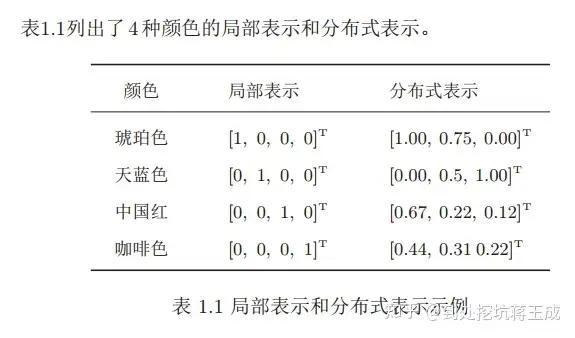 表1.1列出了4种颜色的局部表示和分布式表示。
颜色 局部表示 分布式表示
琥珀色 [1, 0, 0, 0]ᵀ [1.00, 0.75, 0.00]ᵀ
天蓝色 [0, 1, 0, 0]ᵀ [0.00, 0.5, 1.00]ᵀ
中国红 [0, 0, 1, 0]ᵀ [0.67, 0.22, 0.12]ᵀ
咖啡色 [0, 0, 0, 1]ᵀ [0.44, 0.31 0.22]ᵀ
表 1.1 局部表示和分布式表示示例
知乎 @到处挖坑蒋玉成